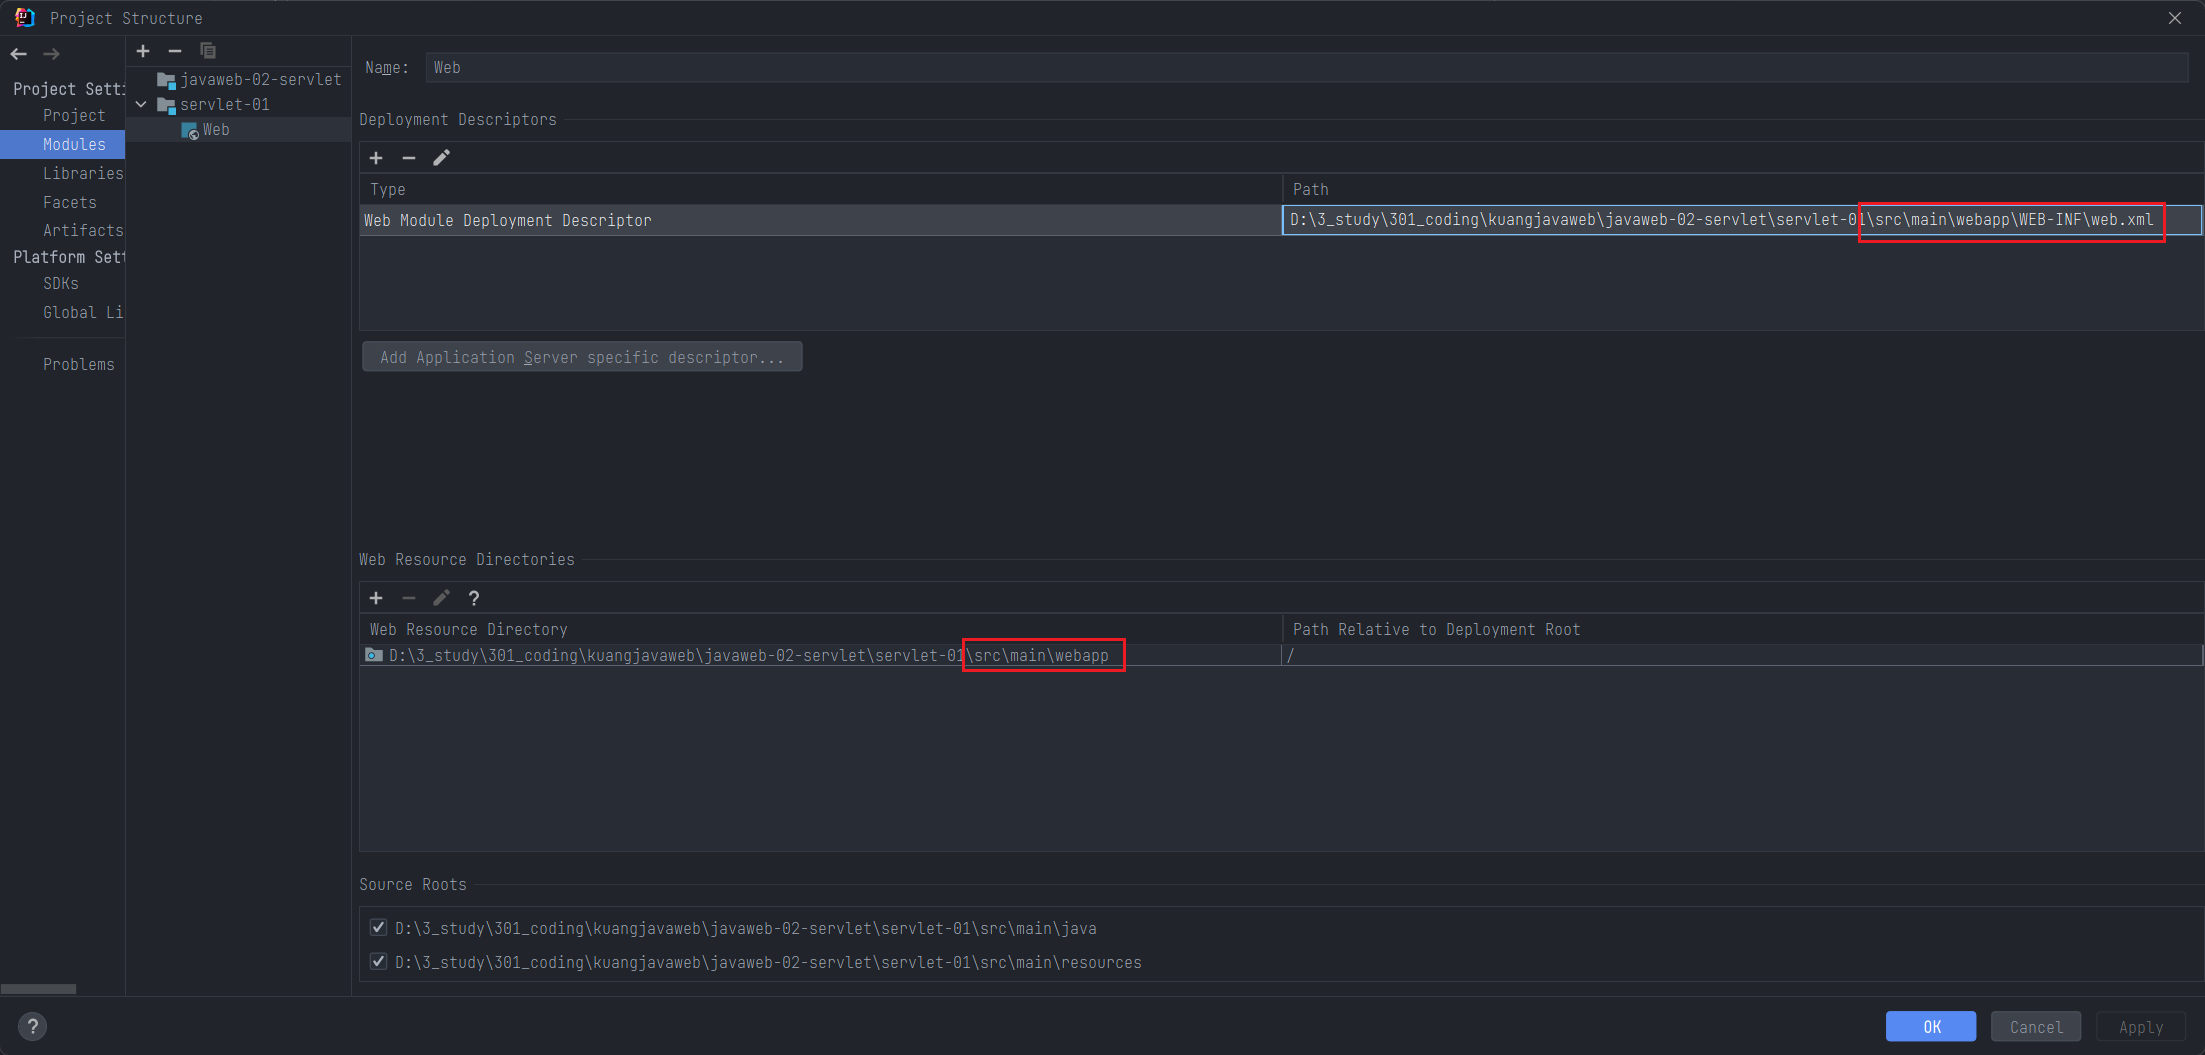 Project Structure
Project Setti
Project
Modules
Libraries
Facets
Artifacts
Platform Sett
SDKs
Global Li
Problems
javaweb-02-servlet
servlet-01
Web
Name: Web
Deployment Descriptors
Type Path
Web Module Deployment Descriptor D:\3_study\301_coding\kuangjavaweb\javaweb-02-servlet\servlet-01\src\main\webapp\WEB-INF\web.xml
Add Application Server specific descriptor...
Web Resource Directories
?
Web Resource Directory Path Relative to Deployment Root
D:\3_study\301_coding\kuangjavaweb\javaweb-02-servlet\servlet-01\src\main\webapp /
Source Roots
D:\3_study\301_coding\kuangjavaweb\javaweb-02-servlet\servlet-01\src\main\java
D:\3_study\301_coding\kuangjavaweb\javaweb-02-servlet\servlet-01\src\main\resources
? OK Cancel Apply